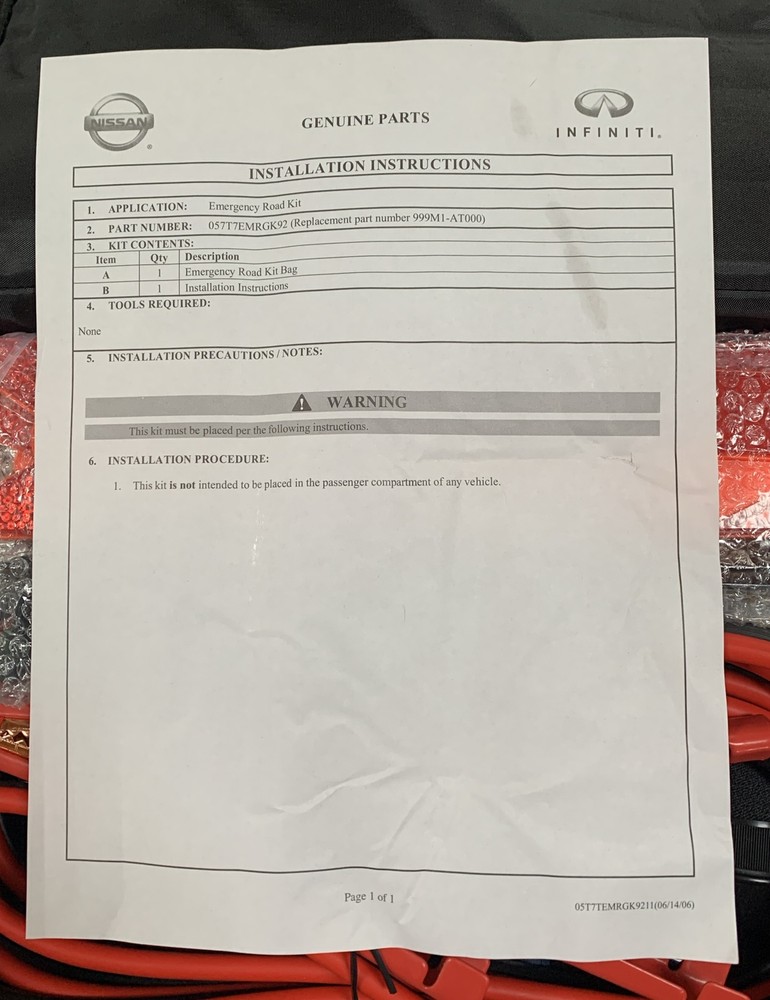 NISSAN
®
GENUINE PARTS
INFINITI®
INSTALLATION INSTRUCTIONS
1. APPLICATION: Emergency Road Kit
2. PART NUMBER: 057T7EMRGK92 (Replacement part number 999M1-AT000)
3. KIT CONTENTS:
Item Qty Description
A 1 Emergency Road Kit Bag
B 1 Installation Instructions
4. TOOLS REQUIRED:
None
5. INSTALLATION PRECAUTIONS / NOTES:
WARNING
This kit must be placed per the following instructions.
6. INSTALLATION PROCEDURE:
1. This kit is not intended to be placed in the passenger compartment of any vehicle.
Page 1 of 1
05T7TEMRGK9211(06/14/06)